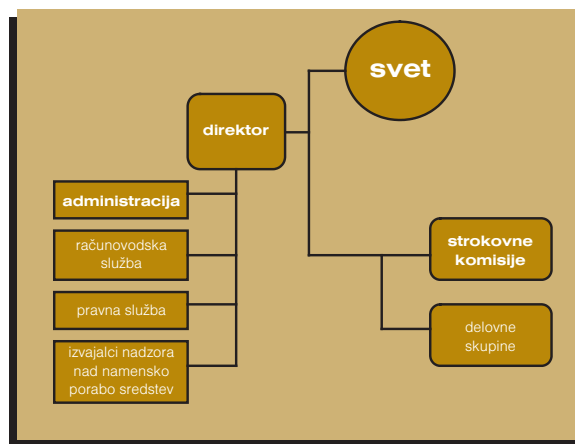 svet
direktor
administracija
računovodska
služba
pravna služba
izvajalci nadzora
nad namensko
porabo sredstev
strokovne
komisije
delovne
skupine